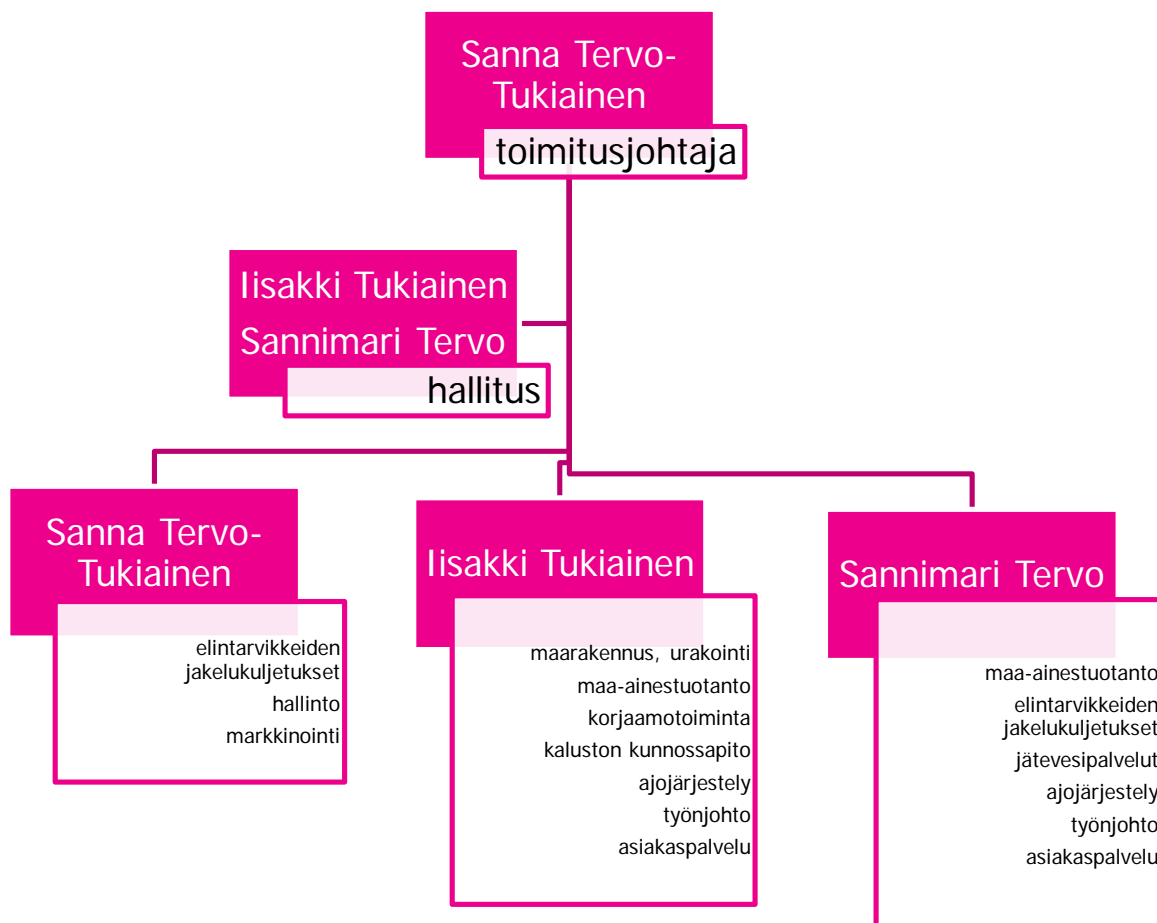 Sanna Tervo-
Tukiainen
toimitusjohtaja
Iisakki Tukiainen
Sannimari Tervo
hallitus
Sanna Tervo-
Tukiainen
elintarvikkeiden
jakelukuljetukset
hallinto
markkinointi
Iisakki Tukiainen
maarakennus, urakointi
maa-ainestuotanto
korjaamotoiminta
kaluston kunnossapito
ajojärjestely
työnjohto
asiakaspalvelu
Sannimari Tervo
maa-ainestuotanto
elintarvikkeiden
jakelukuljetukset
jätevesipalvelut
ajojärjestely
työnjohto
asiakaspalvelu